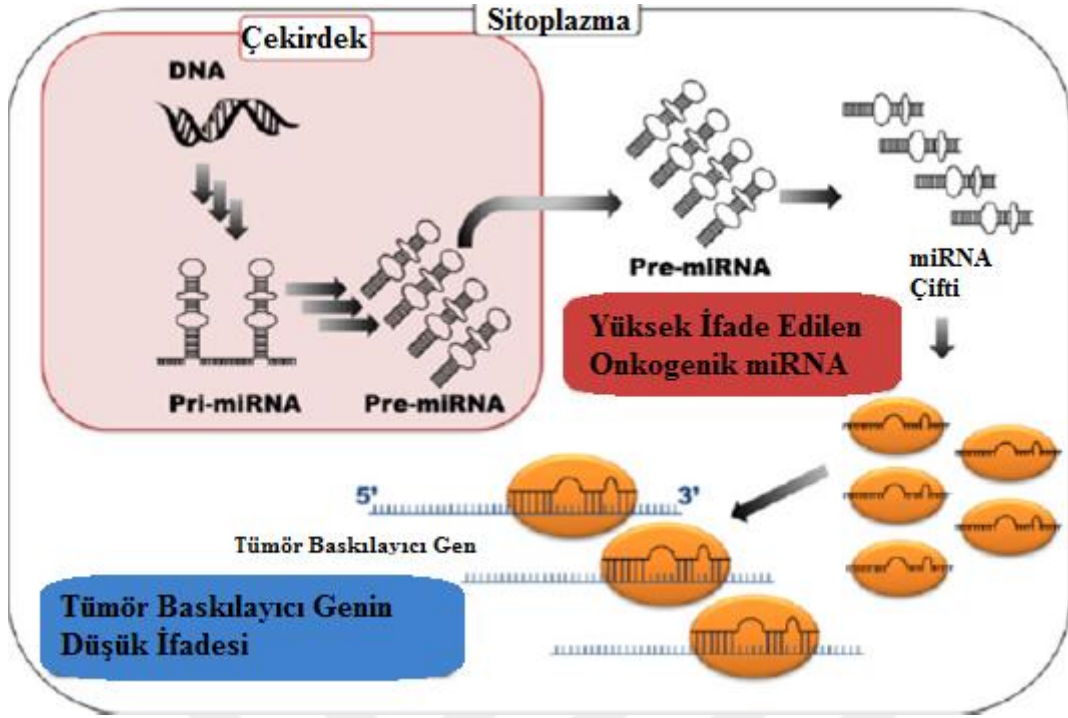 Sitoplazma
Çekirdek
DNA
Pri-miRNA
Pre-miRNA
Pre-miRNA
miRNA
Çifti
Yüksek İfade Edilen
Onkogenik miRNA
5’
3’
Tümör Baskılayıcı Gen
Tümör Baskılayıcı Genin
Düşük İfadesi